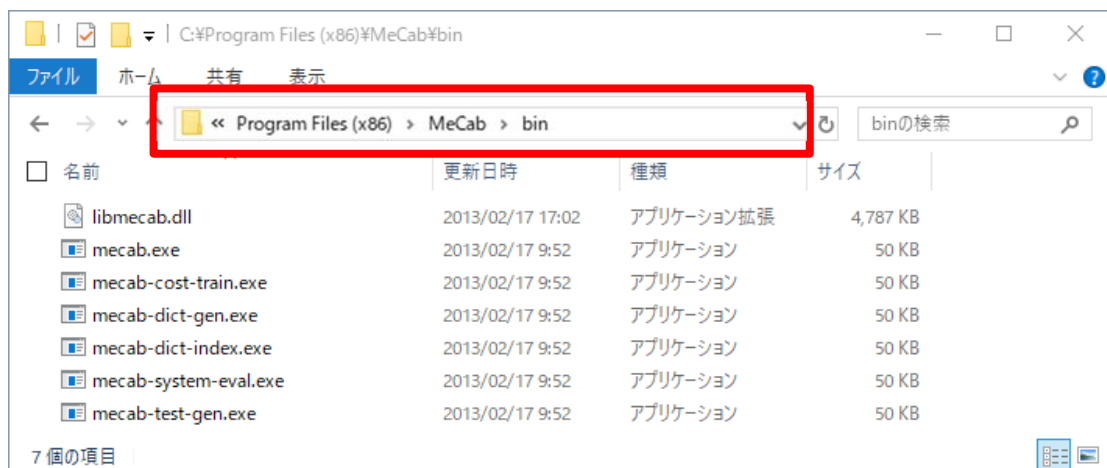 C:¥Program Files (x86)¥MeCab¥bin
ファイル ホーム 共有 表示
« Program Files (x86) › MeCab › bin binの検索
名前 更新日時 種類 サイズ
libmecab.dll 2013/02/17 17:02 アプリケーション拡張 4,787 KB
mecab.exe 2013/02/17 9:52 アプリケーション 50 KB
mecab-cost-train.exe 2013/02/17 9:52 アプリケーション 50 KB
mecab-dict-gen.exe 2013/02/17 9:52 アプリケーション 50 KB
mecab-dict-index.exe 2013/02/17 9:52 アプリケーション 50 KB
mecab-system-eval.exe 2013/02/17 9:52 アプリケーション 50 KB
mecab-test-gen.exe 2013/02/17 9:52 アプリケーション 50 KB
7 個の項目